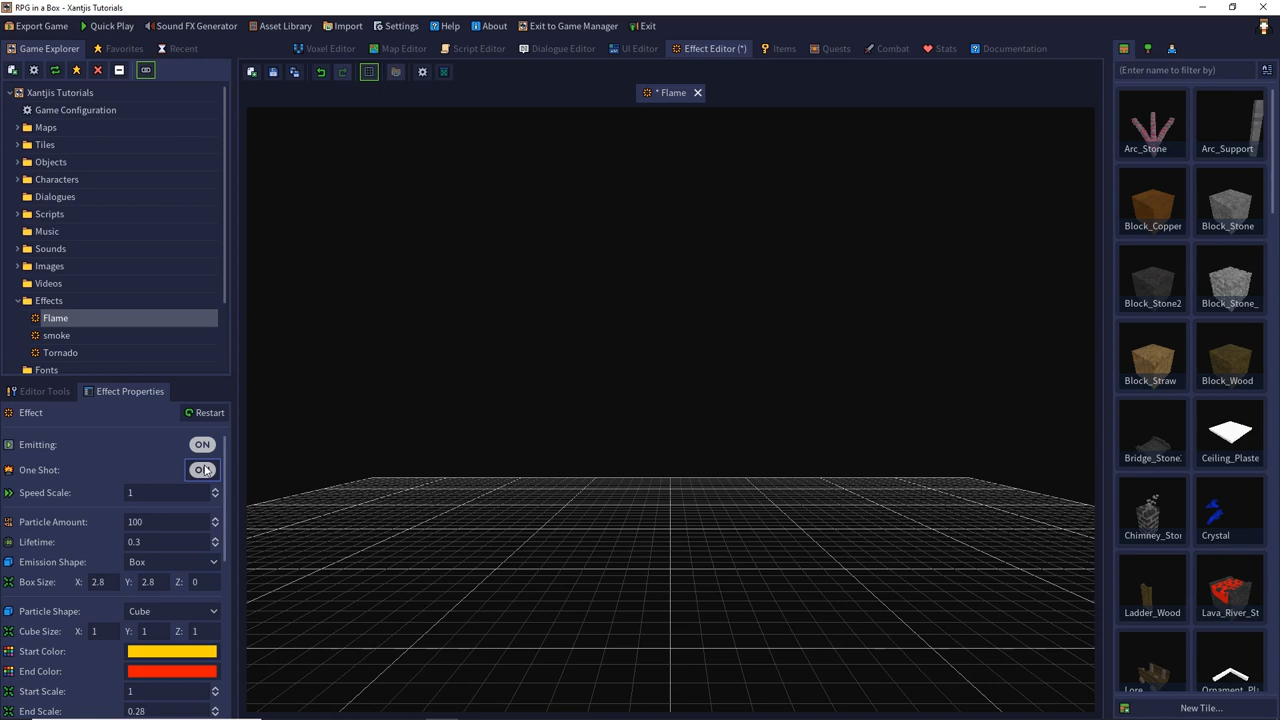 RPG in a Box - Xantjis Tutorials
Export Game Quick Play Sound FX Generator Asset Library Import Settings Help About Exit to Game Manager Exit
Game Explorer Favorites Recent Voxel Editor Map Editor Script Editor Dialogue Editor UI Editor Effect Editor (*) Items Quests Combat Stats Documentation
(Enter name to filter by)
* Flame
Xantjis Tutorials
Game Configuration
Maps
Tiles
Objects
Characters
Dialogues
Scripts
Music
Sounds
Images
Videos
Effects
Flame
smoke
Tornado
Fonts
Editor Tools Effect Properties
Effect Restart
Emitting: ON
One Shot:
Speed Scale: 1
Particle Amount: 100
Lifetime: 0.3
Emission Shape: Box
Box Size: X: 2.8 Y: 2.8 Z: 0
Particle Shape: Cube
Cube Size: X: 1 Y: 1 Z: 1
Start Color:
End Color:
Start Scale: 1
End Scale: 0.28
Arc_Stone Arc_Support
Block_Copper Block_Stone
Block_Stone2 Block_Stone_
Block_Straw Block_Wood
Bridge_Stone Ceiling_Plaste
Chimney_Stor Crystal
Ladder_Wood Lava_River_St
Lore Ornament_Pl
New Tile...